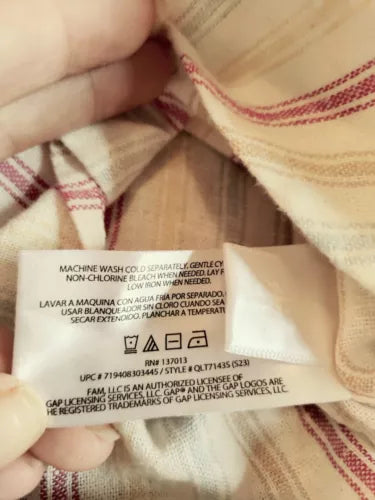 MACHINE WASH COLD SEPARATELY, GENTLE CY
NON-CHLORINE BLEACH WHEN NEEDED. LAY F
LOW IRON WHEN NEEDED.
LAVAR A MAQUINA CON AGUA FRÍA POR SEPARADO,
USAR BLANQUEADOR SIN CLORO CUANDO SEA
SECAR EXTENDIDO. PLANCHAR A TEMPERAT
RN# 137013
UPC # 719408303445 / STYLE # QLT71435 (S23)
FAM, LLC IS AN AUTHORIZED LICENSEE OF
GAP LICENSING SERVICES, LLC. GAP® AND THE GAP LOGOS ARE
THE REGISTERED TRADEMARKS OF GAP LICENSING SERVICES, LLC.